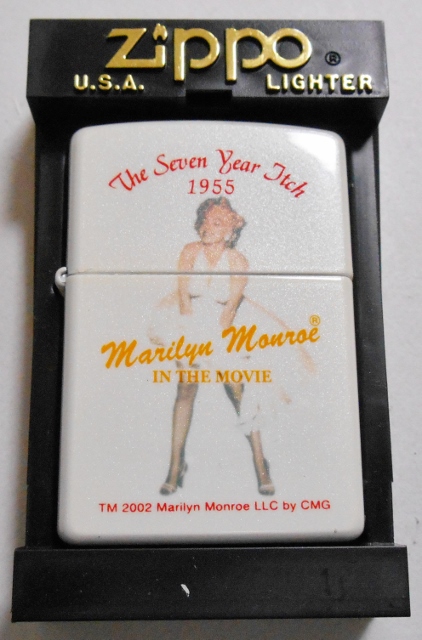 Zippo®
U.S.A. LIGHTER
The Seven Year Itch
1955
Marilyn Monroe®
IN THE MOVIE
TM 2002 Marilyn Monroe LLC by CMG